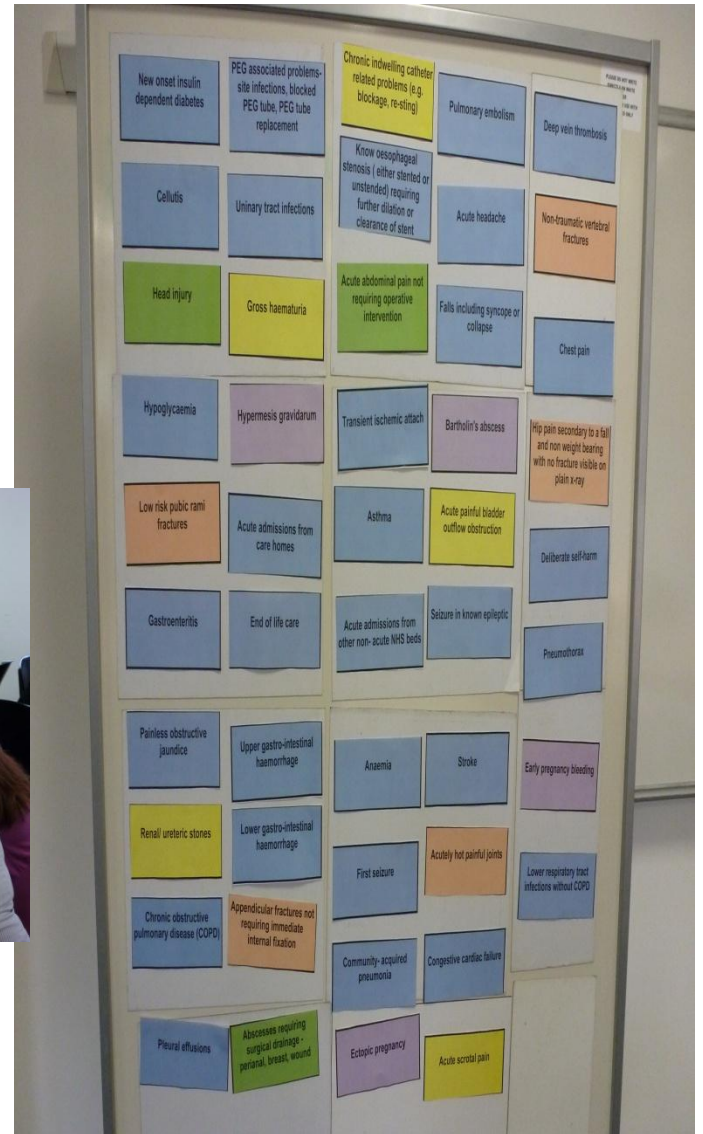 New onset insulin
dependent diabetes
PEG associated problems-
site infections, blocked
PEG tube, PEG tube
replacement
Chronic indwelling catheter
related problems (e.g.
blockage, re-sting)
Pulmonary embolism
Deep vein thrombosis
PLEASE DO NOT WRITE
Cellutis
Uninary tract infections
Know oesophageal
stenosis ( either stented or
unstended) requiring
further dilation or
clearance of stent
Acute headache
Non-traumatic vertebral
fractures
Head injury
Gross haematuria
Acute abdominal pain not
requiring operative
intervention
Falls including syncope or
collapse
Chest pain
Hypoglycaemia
Hypermesis gravidarum
Transient ischemic attach
Bartholin's abscess
Hip pain secondary to a fall
and non weight bearing
with no fracture visible on
plain x-ray
Low risk pubic rami
fractures
Acute admissions from
care homes
Asthma
Acute painful bladder
outflow obstruction
Deliberate self-harm
Gastroenteritis
End of life care
Acute admissions from
other non- acute NHS beds
Seizure in known epileptic
Pneumothorax
Painless obstructive
jaundice
Upper gastro-intestinal
haemorrhage
Anaemia
Stroke
Early pregnancy bleeding
Renal/ ureteric stones
Lower gastro-intestinal
haemorrhage
First seizure
Acutely hot painful joints
Lower respiratory tract
infections without COPD
Chronic obstructive
pulmonary disease (COPD)
Appendicular fractures not
requiring immediate
internal fixation
Community- acquired
pneumonia
Congestive cardiac failure
Pleural effusions
Abscesses requiring
surgical drainage -
perianal, breast, wound
Ectopic pregnancy
Acute scrotal pain